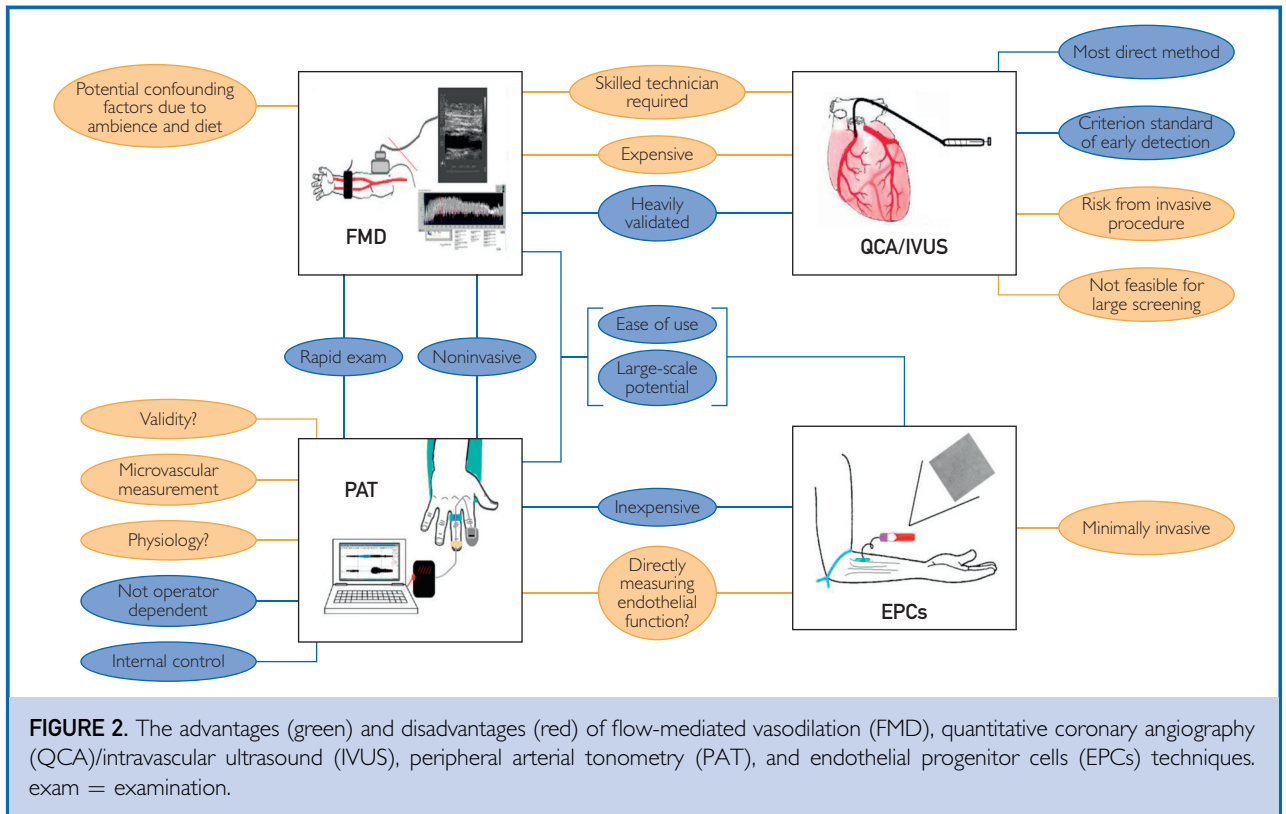 Potential confounding
factors due to
ambience and diet
FMD
Skilled technician
required
Expensive
Heavily
validated
QCA/IVUS
Most direct method
Criterion standard
of early detection
Risk from invasive
procedure
Not feasible for
large screening
Rapid exam
Noninvasive
Ease of use
Large-scale
potential
Validity?
Microvascular
measurement
Physiology?
Not operator
dependent
Internal control
PAT
Inexpensive
Directly
measuring
endothelial
function?
EPCs
Minimally invasive
FIGURE 2. The advantages (green) and disadvantages (red) of flow-mediated vasodilation (FMD), quantitative coronary angiography
(QCA)/intravascular ultrasound (IVUS), peripheral arterial tonometry (PAT), and endothelial progenitor cells (EPCs) techniques.
exam = examination.